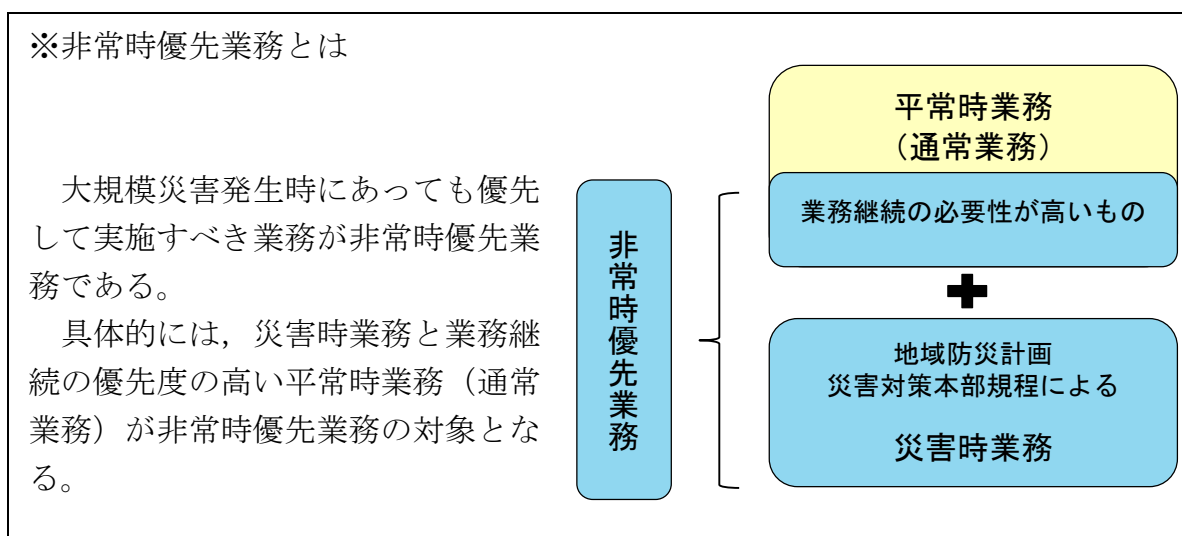 ※非常時優先業務とは
大規模災害発生時にあっても優先
して実施すべき業務が非常時優先業
務である。
具体的には，災害時業務と業務継
続の優先度の高い平常時業務（通常
業務）が非常時優先業務の対象とな
る。
非常時優先業務
平常時業務
（通常業務）
業務継続の必要性が高いもの
地域防災計画
災害対策本部規程による
災害時業務